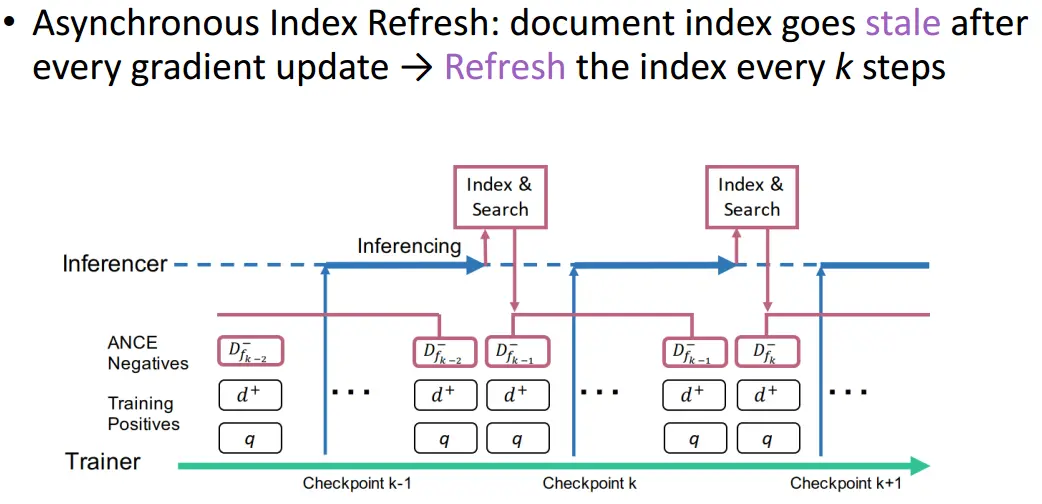 • Asynchronous Index Refresh: document index goes stale after
every gradient update → Refresh the index every k steps
Index &
Search
Index &
Search
Inferencing
Inferencer
ANCE
Negatives
D⁻_{f_{k-2}}
D⁻_{f_{k-2}}
D⁻_{f_{k-1}}
D⁻_{f_{k-1}}
D⁻_{f_k}
Training
Positives
d⁺
...
d⁺
d⁺
...
d⁺
d⁺
...
q
q
q
q
q
Trainer
Checkpoint k-1
Checkpoint k
Checkpoint k+1